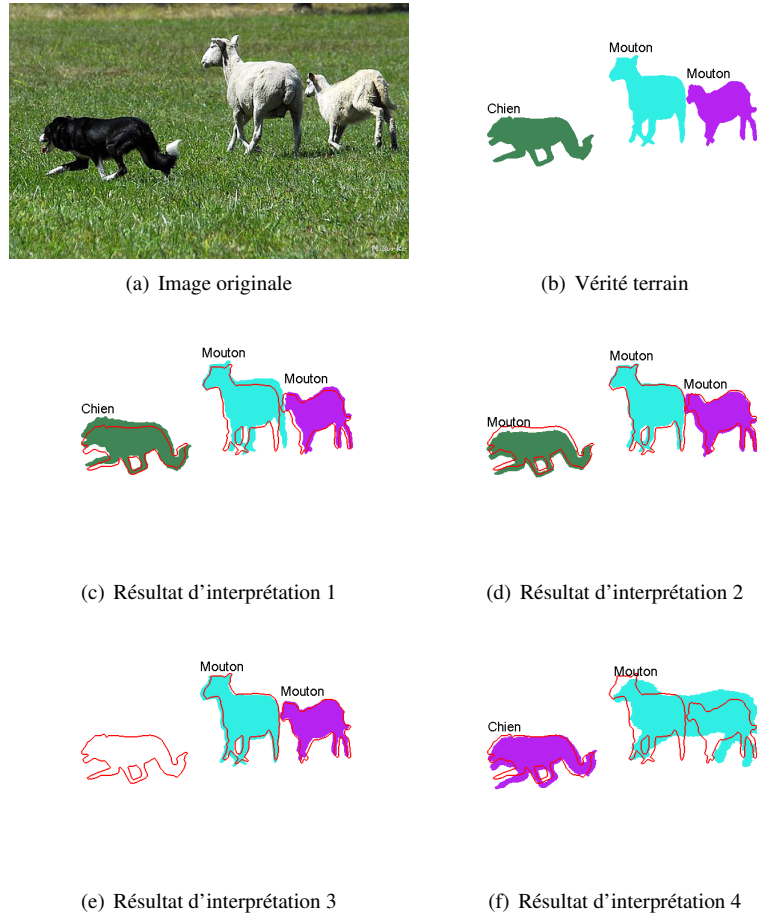 Mouton
Mouton
Chien
(a) Image originale
(b) Vérité terrain
Mouton
Mouton
Chien
Mouton
Mouton
Mouton
(c) Résultat d'interprétation 1
(d) Résultat d'interprétation 2
Mouton
Mouton
Mouton
Chien
(e) Résultat d'interprétation 3
(f) Résultat d'interprétation 4